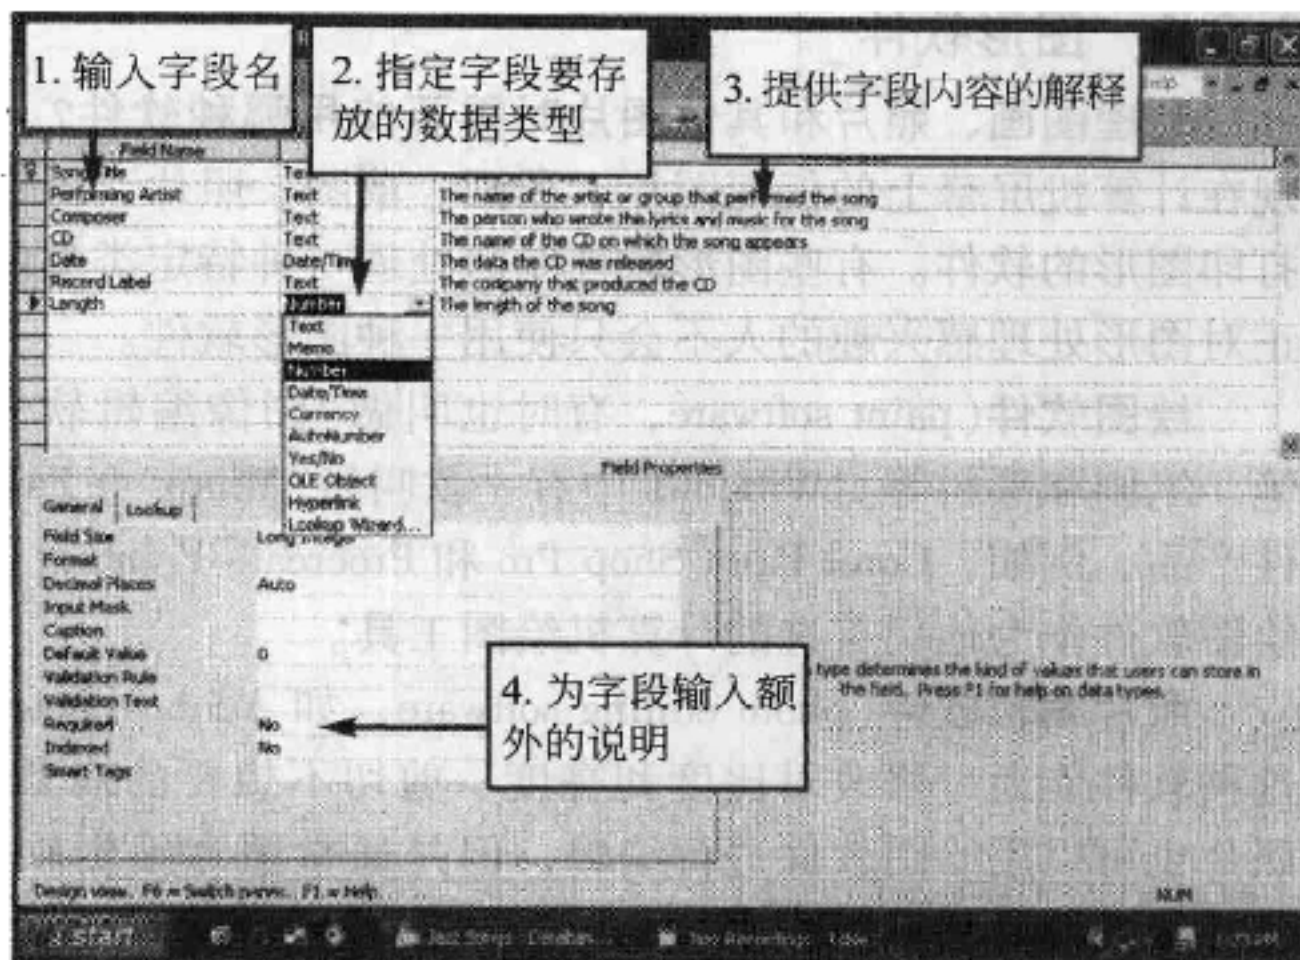 1. 输入字段名
2. 指定字段要存
放的数据类型
3. 提供字段内容的解释
Field Name
Performing Artist Text The name of the artist or group that performed the song
Composer Text The person who wrote the lyrics and music for the song
CD Text The name of the CD on which the song appears
Date Date/Time The data the CD was released
Record Label Text The company that produced the CD
Length Number The length of the song
Text
Memo
Number
Date/Time
Currency
AutoNumber
Yes/No
OLE Object
Hyperlink
Lookup Wizard...
Field Properties
General Lookup
Field Size Long Integer
Format
Decimal Places Auto
Input Mask
Caption
Default Value 0
Validation Rule
Validation Text
Required No
Indexed No
Smart Tags
4. 为字段输入额
外的说明
type determines the kind of values that users can store in
the field. Press F1 for help on data types.
Design view. F6 = Switch panes. F1 = Help.
NUM
start